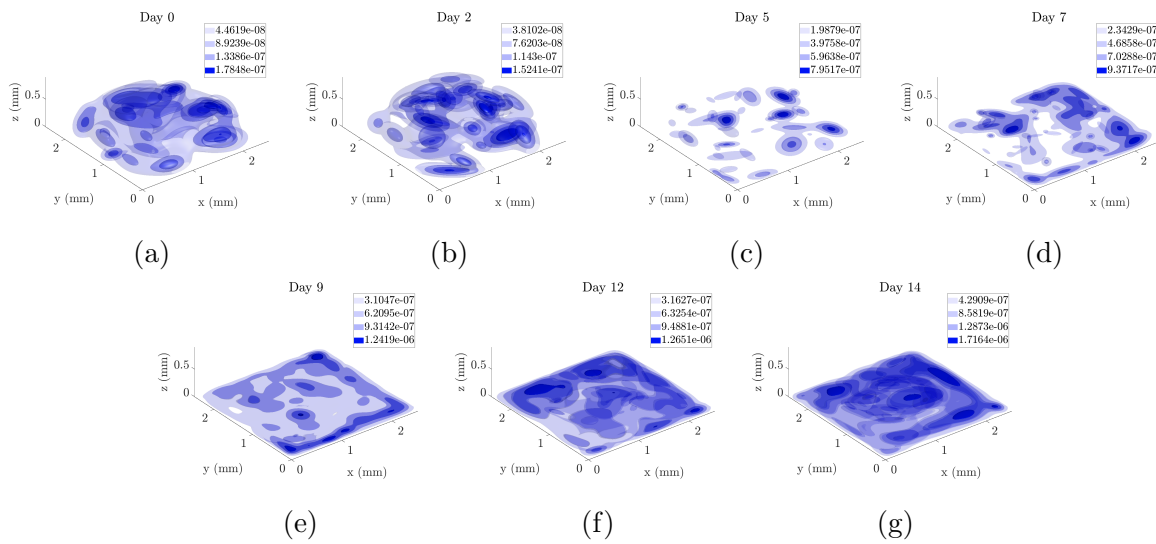 Day 0
4.4619e-08
8.9239e-08
1.3386e-07
1.7848e-07
z (mm)
0.5
0
2
1
0
y (mm)
0
1
2
x (mm)
(a)
Day 2
3.8102e-08
7.6203e-08
1.143e-07
1.5241e-07
z (mm)
0.5
0
2
1
0
y (mm)
0
1
2
x (mm)
(b)
Day 5
1.9879e-07
3.9758e-07
5.9638e-07
7.9517e-07
z (mm)
0.5
0
2
1
0
y (mm)
0
1
2
x (mm)
(c)
Day 7
2.3429e-07
4.6858e-07
7.0288e-07
9.3717e-07
z (mm)
0.5
0
2
1
0
y (mm)
0
1
2
x (mm)
(d)
Day 9
3.1047e-07
6.2095e-07
9.3142e-07
1.2419e-06
z (mm)
0.5
0
2
1
0
y (mm)
0
1
2
x (mm)
(e)
Day 12
3.1627e-07
6.3254e-07
9.4881e-07
1.2651e-06
z (mm)
0.5
0
2
1
0
y (mm)
0
1
2
x (mm)
(f)
Day 14
4.2909e-07
8.5819e-07
1.2873e-06
1.7164e-06
z (mm)
0.5
0
2
1
0
y (mm)
0
1
2
x (mm)
(g)